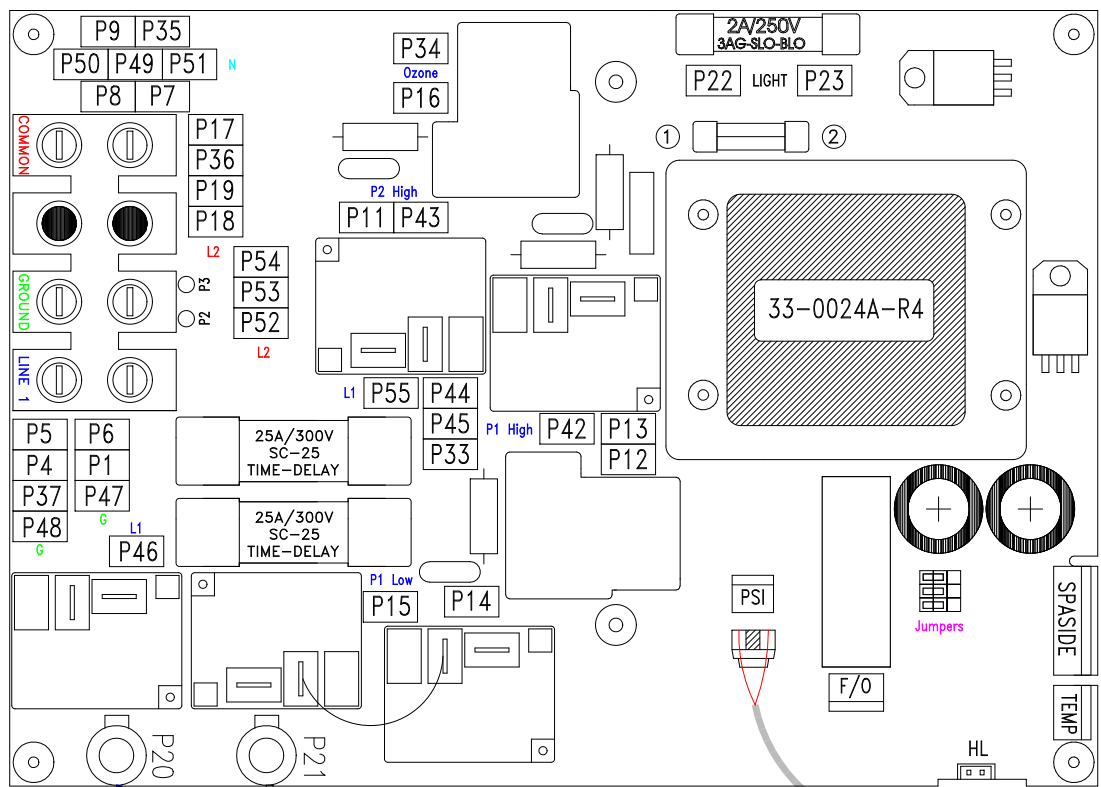 P9 P35
P50 P49 P51 N
P8 P7
COMMON
P17
P36
P19
P18
L2
GROUND
P3
P2
P54
P53
P52
L2
LINE 1
P34
Ozone
P16
P2 High
P11 P43
2A/250V
3AG-SLO-BLO
P22 LIGHT P23
1 2
33-0024A-R4
L1 P55
P44
P45
P33
P1 High P42
P13
P12
P5 P6
P4 P1
P37 P47
P48 G
G
L1
P46
25A/300V
SC-25
TIME-DELAY
25A/300V
SC-25
TIME-DELAY
P1 Low
P15
P14
PSI
Jumpers
F/O
SPASIDE
TEMP
HL
P20
P21